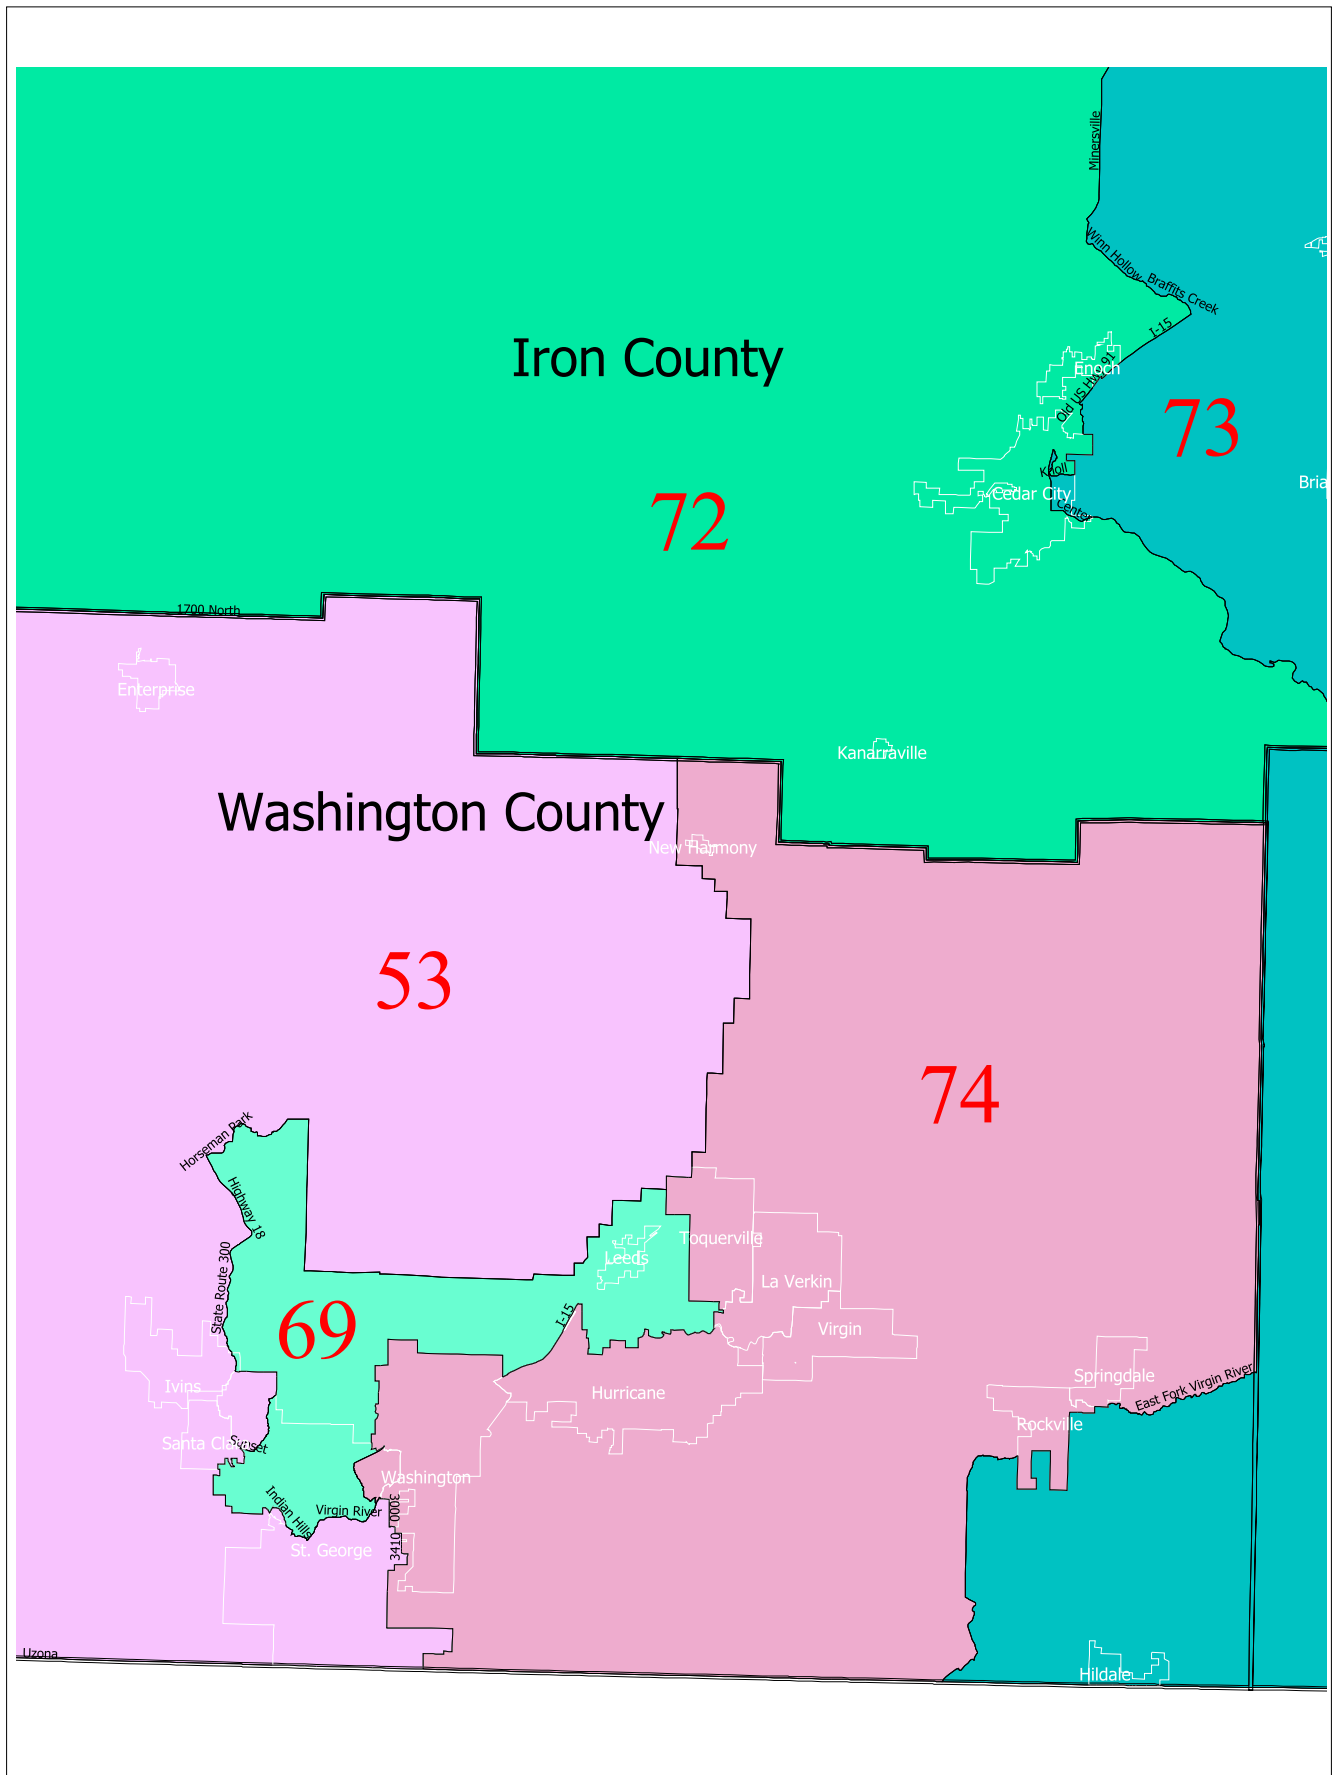 Minersville
Winn Hollow
Braffits Creek
I-15
Iron County
Enoch
Old US Hwy 91
73
Knoll
Cedar City
Bria
72
Center
1700 North
Enterprise
Kanarraville
Washington County
New Harmony
53
74
Horseman Park
Highway 18
State Route 300
Toquerville
Leeds
La Verkin
I-15
69
Virgin
Springdale
East Fork Virgin River
Ivins
Hurricane
Rockville
Santa Clara
Sunset
Washington
Indian Hills
Virgin River
3000
3410
St. George
Uzona
Hildale